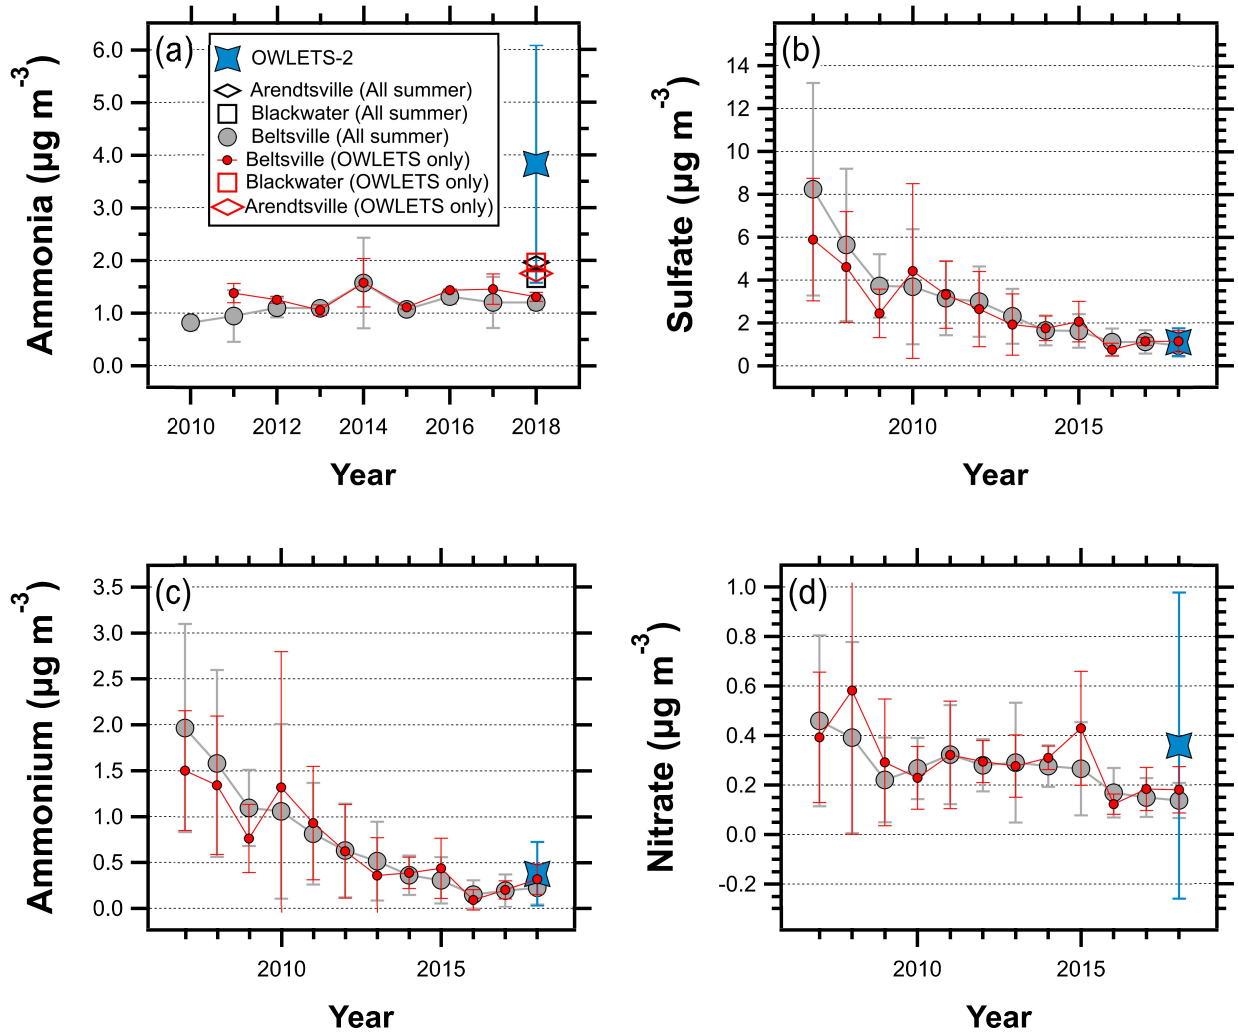 (a)
6.0
5.0
4.0
3.0
2.0
1.0
0.0
Ammonia (µg m⁻³)
OWLETS-2
Arendtsville (All summer)
Blackwater (All summer)
Beltsville (All summer)
Beltsville (OWLETS only)
Blackwater (OWLETS only)
Arendtsville (OWLETS only)
2010 2012 2014 2016 2018
Year
(b)
14
12
10
8
6
4
2
0
Sulfate (µg m⁻³)
2010 2015
Year
(c)
3.5
3.0
2.5
2.0
1.5
1.0
0.5
0.0
Ammonium (µg m⁻³)
2010 2015
Year
(d)
1.0
0.8
0.6
0.4
0.2
0.0
-0.2
Nitrate (µg m⁻³)
2010 2015
Year